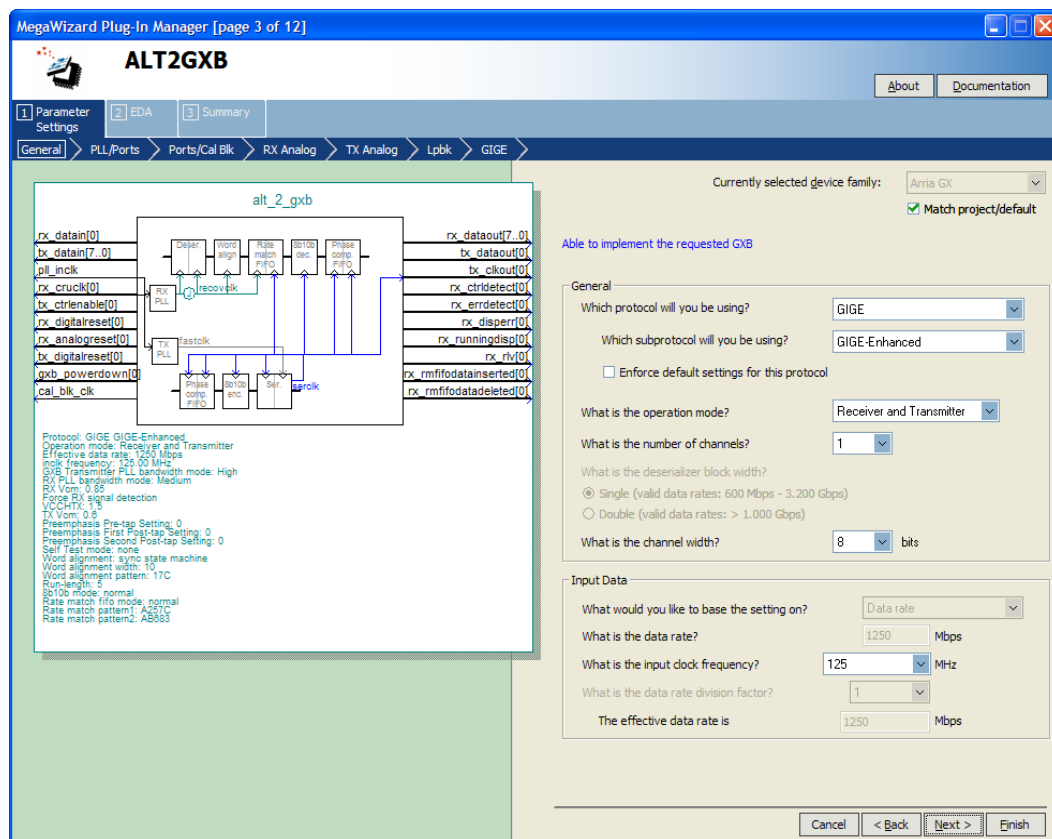 MegaWizard Plug-In Manager [page 3 of 12]
ALT2GXB
About
Documentation
1 Parameter Settings
2 EDA
3 Summary
General
PLL/Ports
Ports/Cal Blk
RX Analog
TX Analog
Lpbk
GIGE
alt_2_gxb
rx_datain[0]
tx_datain[7..0]
pll_inclk
rx_cruclk[0]
tx_ctrlenable[0]
rx_digitalreset[0]
rx_analogreset[0]
tx_digitalreset[0]
gxb_powerdown[0]
cal_blk_clk
Deser.
Word align
Rate match FIFO
8b10b dec.
Phase comp. FIFO
RX PLL
recovclk
TX PLL
fastclk
Phase comp. FIFO
8b10b enc.
Ser.
serclk
rx_dataout[7..0]
tx_dataout[0]
tx_clkout[0]
rx_ctrldetect[0]
rx_errdetect[0]
rx_disperr[0]
rx_runningdisp[0]
rx_rlv[0]
rx_rmfifodatainserted[0]
rx_rmfifodatadeleted[0]
Protocol: GIGE GIGE-Enhanced
Operation mode: Receiver and Transmitter
Effective data rate: 1250 Mbps
inclk frequency: 125.00 MHz
GXB Transmitter PLL bandwidth mode: High
RX PLL bandwidth mode: Medium
RX Vcm: 0.85
Force RX signal detection
VCCHTX: 1.5
TX Vcm: 0.6
Preemphasis Pre-tap Setting: 0
Preemphasis First Post-tap Setting: 0
Preemphasis Second Post-tap Setting: 0
Self Test mode: none
Word alignment: sync state machine
Word alignment width: 10
Word alignment pattern: 17C
Run-length: 5
8b10b mode: normal
Rate match fifo mode: normal
Rate match pattern1: A257C
Rate match pattern2: AB683
Currently selected device family: Arria GX
Match project/default
Able to implement the requested GXB
General
Which protocol will you be using? GIGE
Which subprotocol will you be using? GIGE-Enhanced
Enforce default settings for this protocol
What is the operation mode? Receiver and Transmitter
What is the number of channels? 1
What is the deserializer block width?
Single (valid data rates: 600 Mbps - 3.200 Gbps)
Double (valid data rates: > 1.000 Gbps)
What is the channel width? 8 bits
Input Data
What would you like to base the setting on? Data rate
What is the data rate? 1250 Mbps
What is the input clock frequency? 125 MHz
What is the data rate division factor? 1
The effective data rate is 1250 Mbps
Cancel
< Back
Next >
Finish